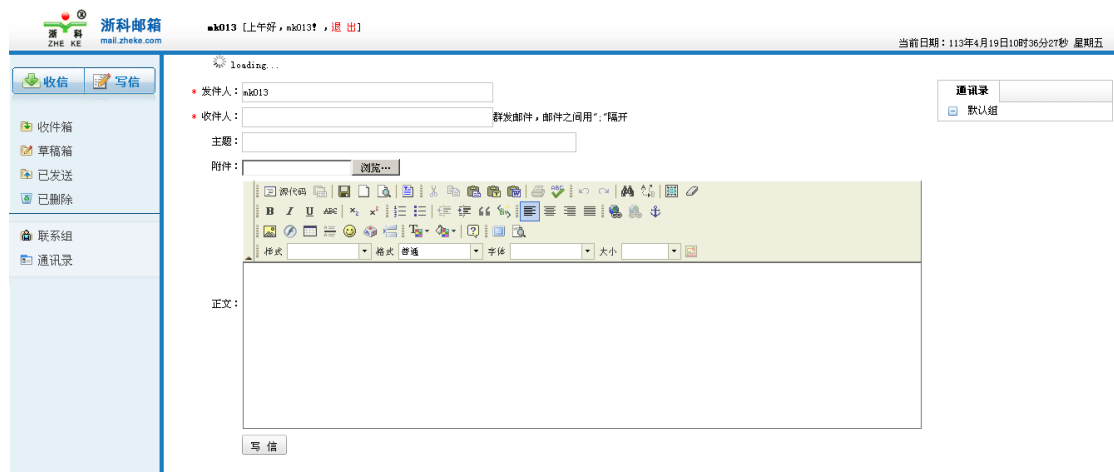 浙 科
ZHE KE
®
浙科邮箱
mail.zheke.com
mk013 [上午好，mk013! ，退 出]
当前日期：113年4月19日10时36分27秒 星期五
收信
写信
收件箱
草稿箱
已发送
已删除
联系组
通讯录
loading...
* 发件人：mk013
* 收件人：
群发邮件，邮件之间用";"隔开
主题：
附件：
浏览…
源代码
B I U ABC x₂ x²
样式
格式 普通
字体
大小
正文：
写 信
通讯录
默认组